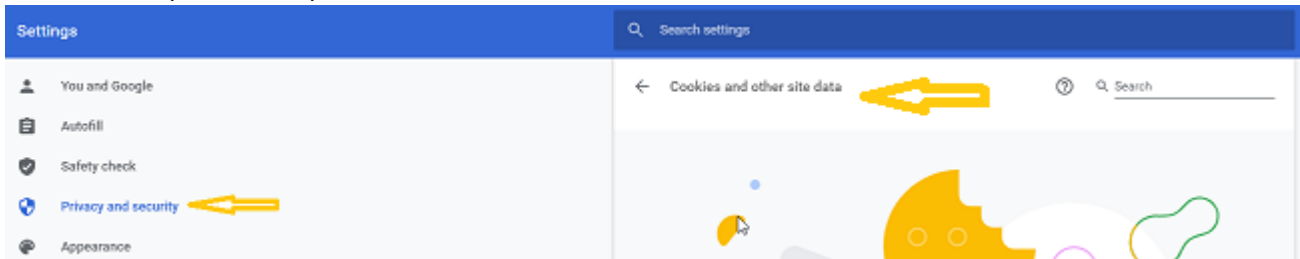 Settings
Search settings
You and Google
Cookies and other site data
Search
Autofill
Safety check
Privacy and security
Appearance